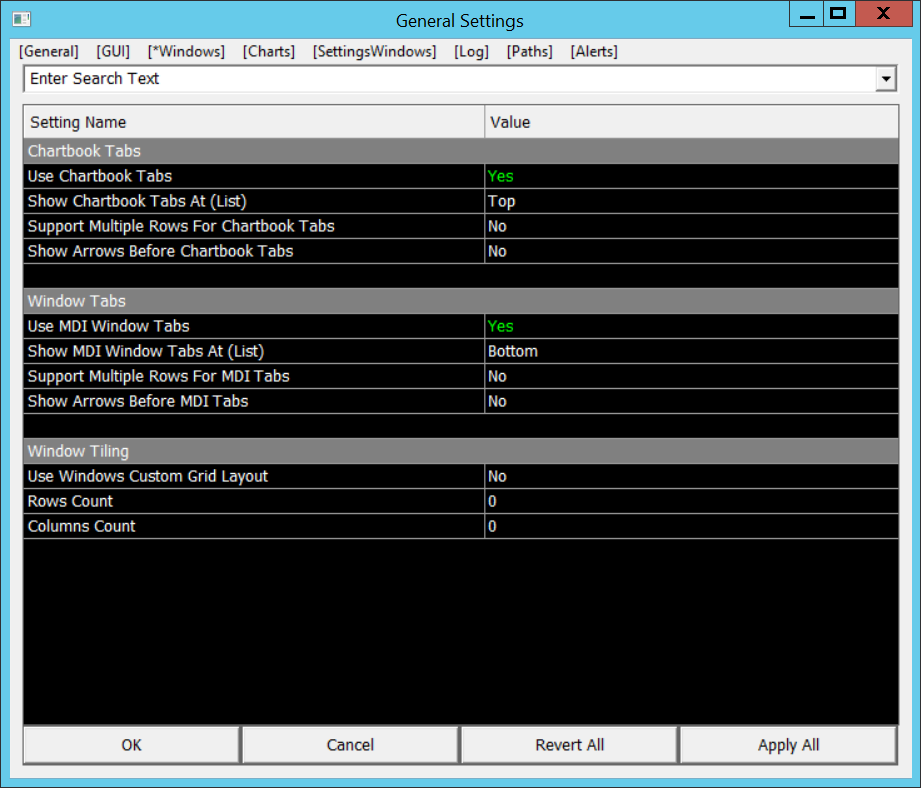 General Settings
[General] [GUI] [*Windows] [Charts] [SettingsWindows] [Log] [Paths] [Alerts]
Enter Search Text
Setting Name Value
Chartbook Tabs
Use Chartbook Tabs Yes
Show Chartbook Tabs At (List) Top
Support Multiple Rows For Chartbook Tabs No
Show Arrows Before Chartbook Tabs No
Window Tabs
Use MDI Window Tabs Yes
Show MDI Window Tabs At (List) Bottom
Support Multiple Rows For MDI Tabs No
Show Arrows Before MDI Tabs No
Window Tiling
Use Windows Custom Grid Layout No
Rows Count 0
Columns Count 0
OK Cancel Revert All Apply All